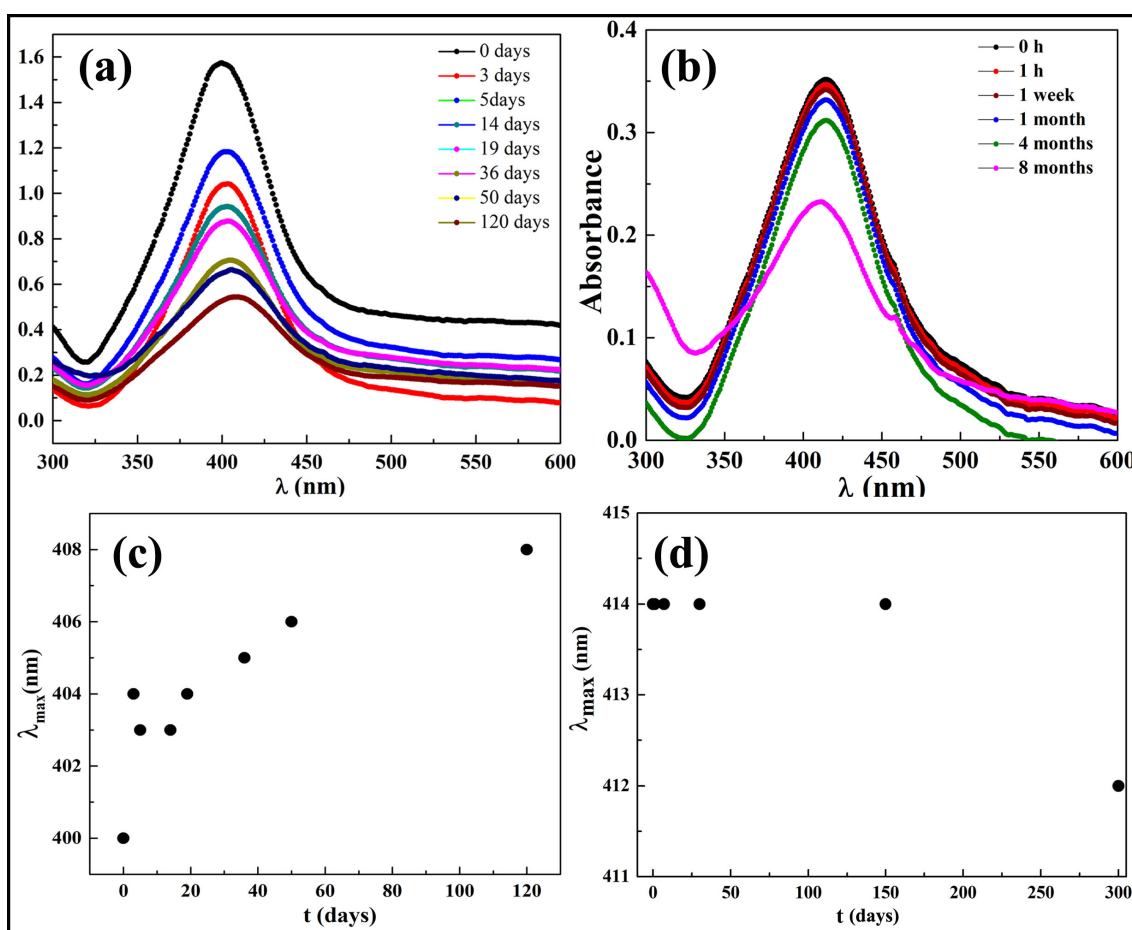 (a)
0 days
3 days
5days
14 days
19 days
36 days
50 days
120 days
1.6
1.4
1.2
1.0
0.8
0.6
0.4
0.2
0.0
300 350 400 450 500 550 600
λ (nm)
(b)
0 h
1 h
1 week
1 month
4 months
8 months
Absorbance
0.4
0.3
0.2
0.1
0.0
300 350 400 450 500 550 600
λ (nm)
(c)
λmax(nm)
408
406
404
402
400
0 20 40 60 80 100 120
t (days)
(d)
λmax (nm)
415
414
413
412
411
0 50 100 150 200 250 300
t (days)